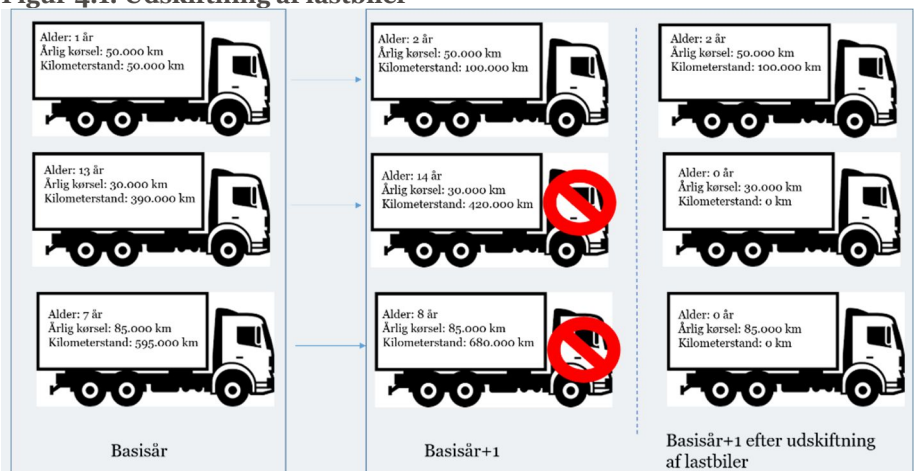 Figur 4.1. Udskiftning af lastbiler
Alder: 1 år
Årlig kørsel: 50.000 km
Kilometerstand: 50.000 km
Alder: 2 år
Årlig kørsel: 50.000 km
Kilometerstand: 100.000 km
Alder: 2 år
Årlig kørsel: 50.000 km
Kilometerstand: 100.000 km
Alder: 13 år
Årlig kørsel: 30.000 km
Kilometerstand: 390.000 km
Alder: 14 år
Årlig kørsel: 30.000 km
Kilometerstand: 420.000 km
Alder: 0 år
Årlig kørsel: 30.000 km
Kilometerstand: 0 km
Alder: 7 år
Årlig kørsel: 85.000 km
Kilometerstand: 595.000 km
Alder: 8 år
Årlig kørsel: 85.000 km
Kilometerstand: 680.000 km
Alder: 0 år
Årlig kørsel: 85.000 km
Kilometerstand: 0 km
Basisår
Basisår+1
Basisår+1 efter udskiftning
af lastbiler